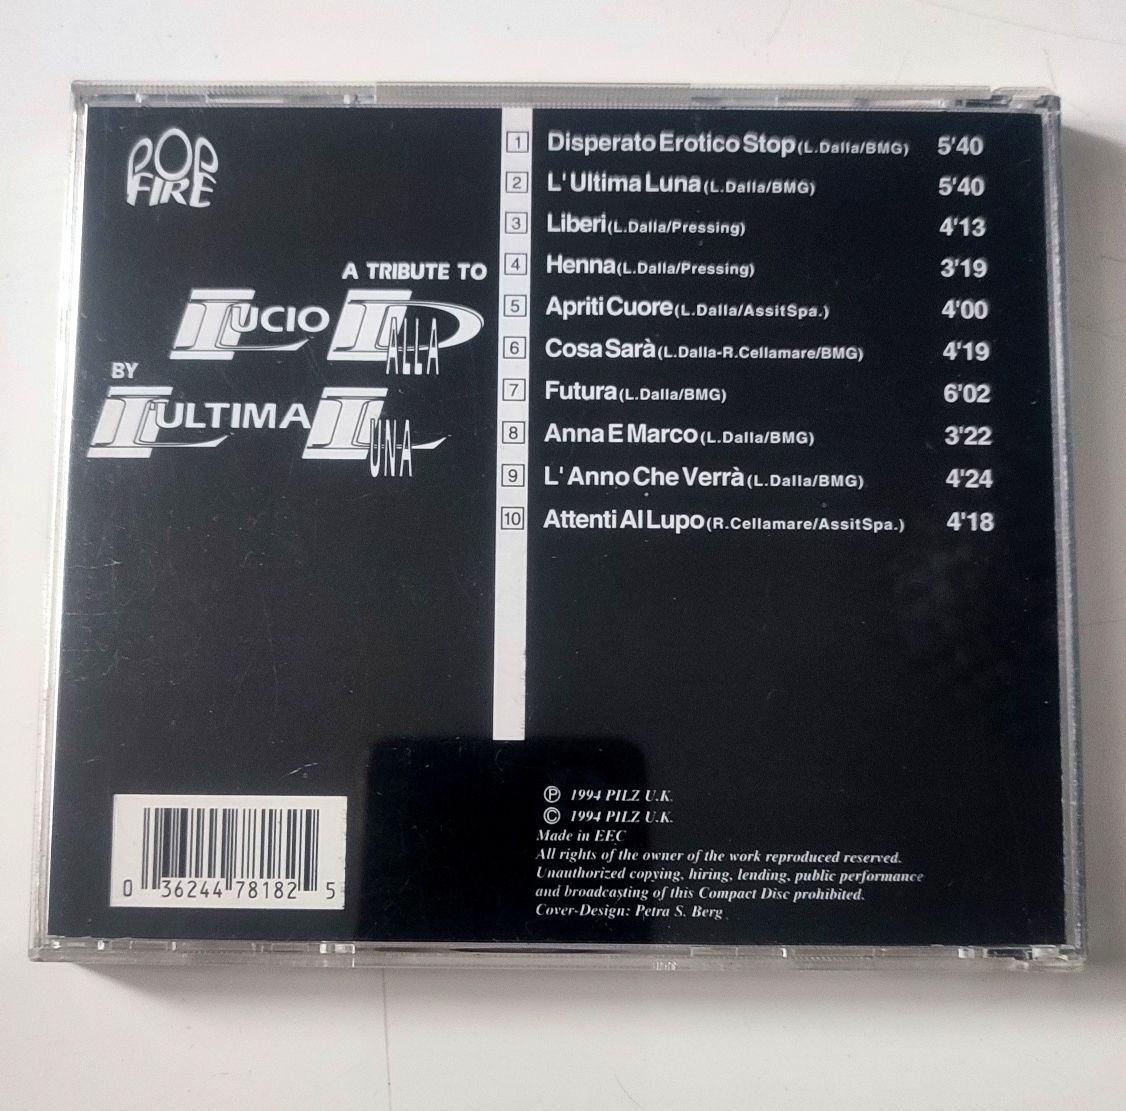 POP
FIRE
A TRIBUTE TO
LUCIO DALLA
BY
L'ULTIMA LUNA
1 Disperato Erotico Stop (L.Dalla/BMG) 5'40
2 L' Ultima Luna (L.Dalla/BMG) 5'40
3 Liberi (L.Dalla/Pressing) 4'13
4 Henna (L.Dalla/Pressing) 3'19
5 Apriti Cuore (L.Dalla/AssitSpa.) 4'00
6 Cosa Sarà (L.Dalla-R.Cellamare/BMG) 4'19
7 Futura (L.Dalla/BMG) 6'02
8 Anna E Marco (L.Dalla/BMG) 3'22
9 L' Anno Che Verrà (L.Dalla/BMG) 4'24
10 Attenti Al Lupo (R.Cellamare/AssitSpa.) 4'18
0 36244 78182 5
Ⓟ 1994 PILZ U.K.
© 1994 PILZ U.K.
Made in EEC
All rights of the owner of the work reproduced reserved.
Unauthorized copying, hiring, lending, public performance
and broadcasting of this Compact Disc prohibited.
Cover-Design: Petra S. Berg